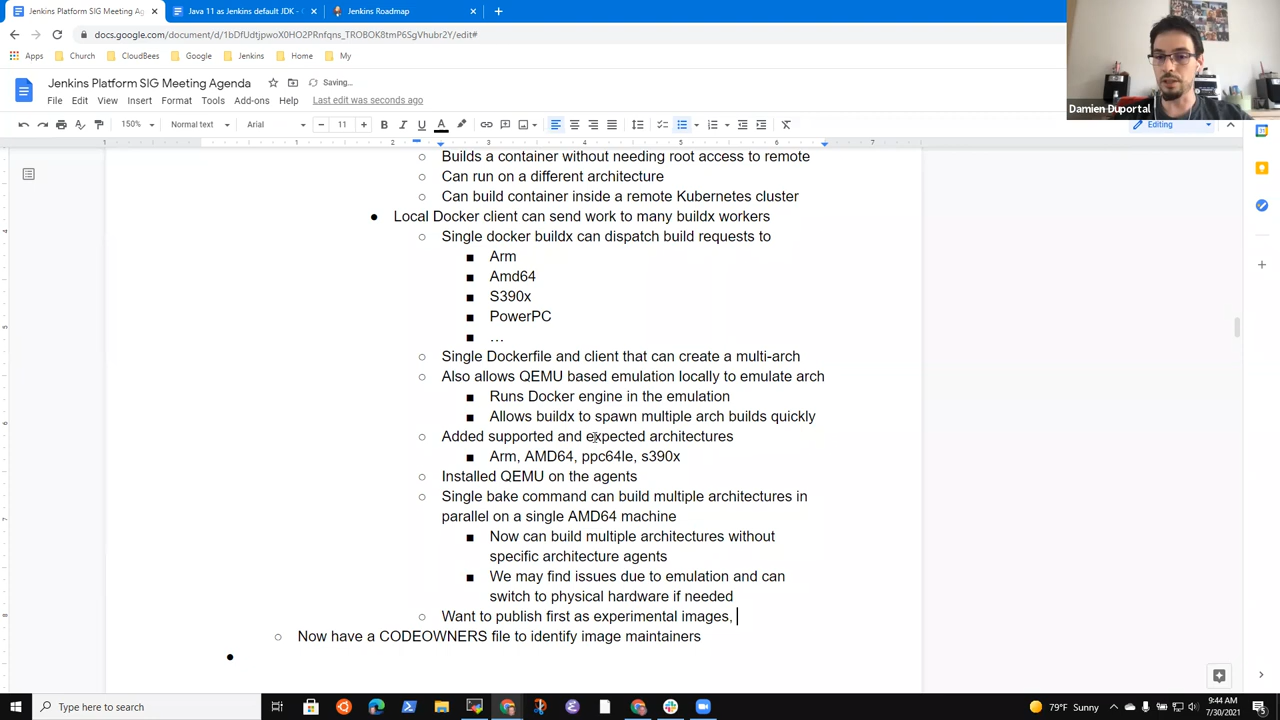 Jenkins Platform SIG Meeting Ag
Java 11 as Jenkins default JDK - G
Jenkins Roadmap
docs.google.com/document/d/1bDfUdtjpwoX0HO2PRnfqns_TROBOK8tmP6SgVhubr2Y/edit#
Apps
Church
CloudBees
Google
Jenkins
Home
My
Damien Duportal
Jenkins Platform SIG Meeting Agenda
Saving...
File Edit View Insert Format Tools Add-ons Help Last edit was seconds ago
150% Normal text Arial 11 Editing
1 1 2 3 4 5 6 7
Builds a container without needing root access to remote
Can run on a different architecture
Can build container inside a remote Kubernetes cluster
Local Docker client can send work to many buildx workers
Single docker buildx can dispatch build requests to
Arm
Amd64
S390x
PowerPC
…
Single Dockerfile and client that can create a multi-arch
Also allows QEMU based emulation locally to emulate arch
Runs Docker engine in the emulation
Allows buildx to spawn multiple arch builds quickly
Added supported and expected architectures
Arm, AMD64, ppc64le, s390x
Installed QEMU on the agents
Single bake command can build multiple architectures in
parallel on a single AMD64 machine
Now can build multiple architectures without
specific architecture agents
We may find issues due to emulation and can
switch to physical hardware if needed
Want to publish first as experimental images,
Now have a CODEOWNERS file to identify image maintainers
Type here to search
79°F Sunny
9:44 AM
7/30/2021